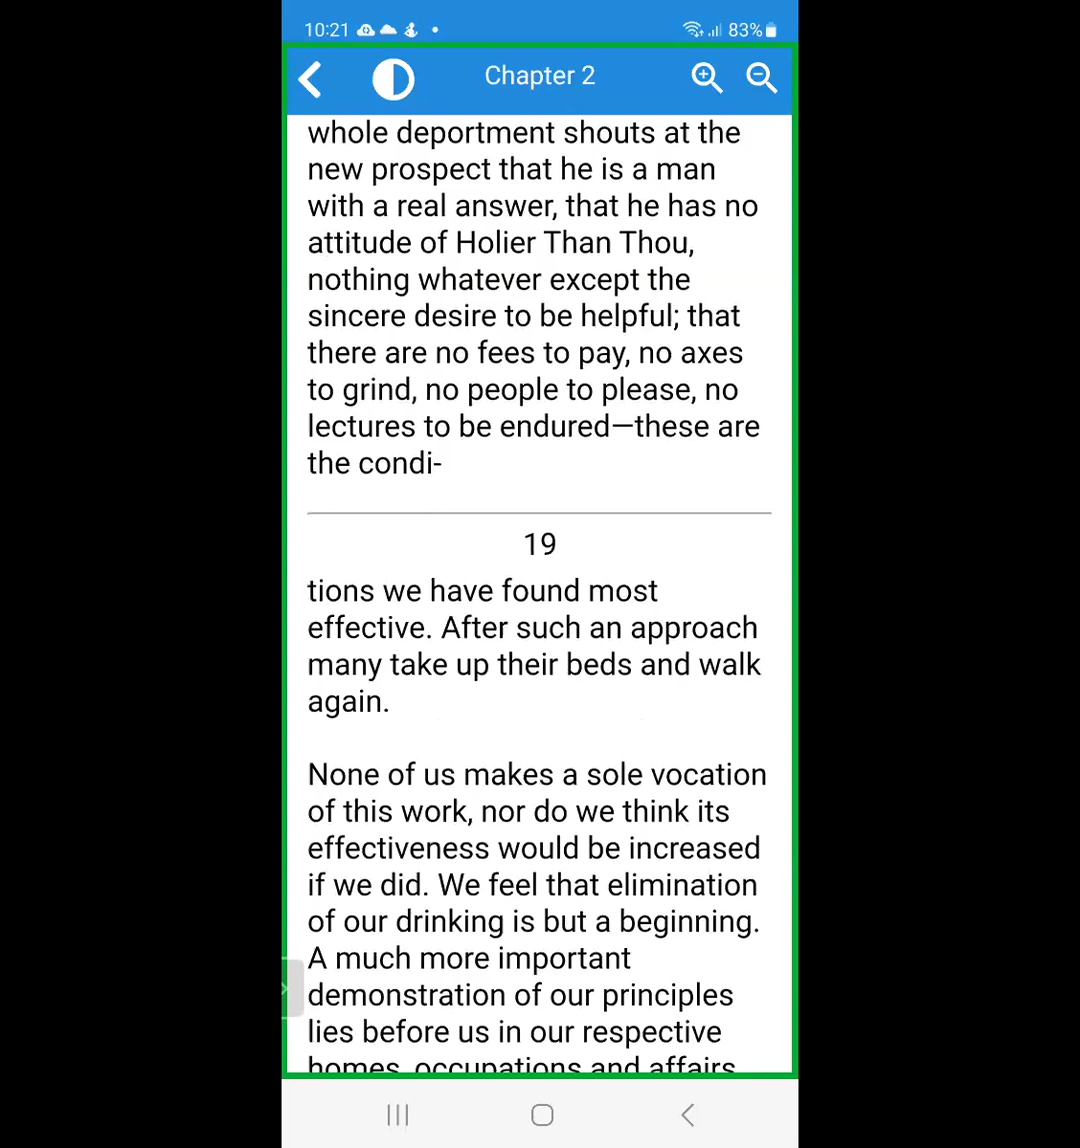 10:21 83%
Chapter 2
whole deportment shouts at the
new prospect that he is a man
with a real answer, that he has no
attitude of Holier Than Thou,
nothing whatever except the
sincere desire to be helpful; that
there are no fees to pay, no axes
to grind, no people to please, no
lectures to be endured—these are
the condi-
19
tions we have found most
effective. After such an approach
many take up their beds and walk
again.
None of us makes a sole vocation
of this work, nor do we think its
effectiveness would be increased
if we did. We feel that elimination
of our drinking is but a beginning.
A much more important
demonstration of our principles
lies before us in our respective
homes, occupations and affairs